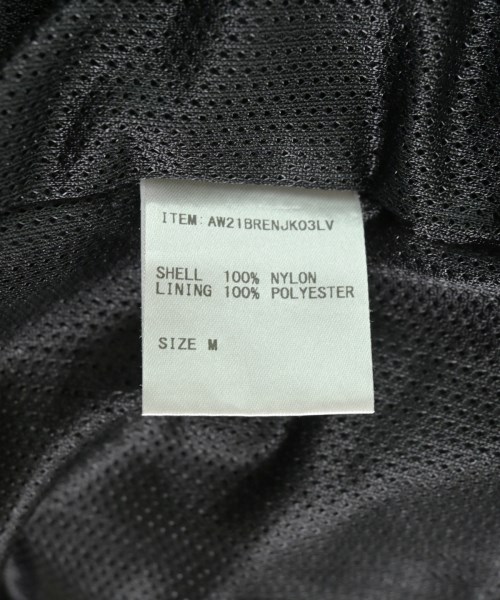 ITEM: AW21BRENJK03LV
SHELL 100% NYLON
LINING 100% POLYESTER
SIZE M